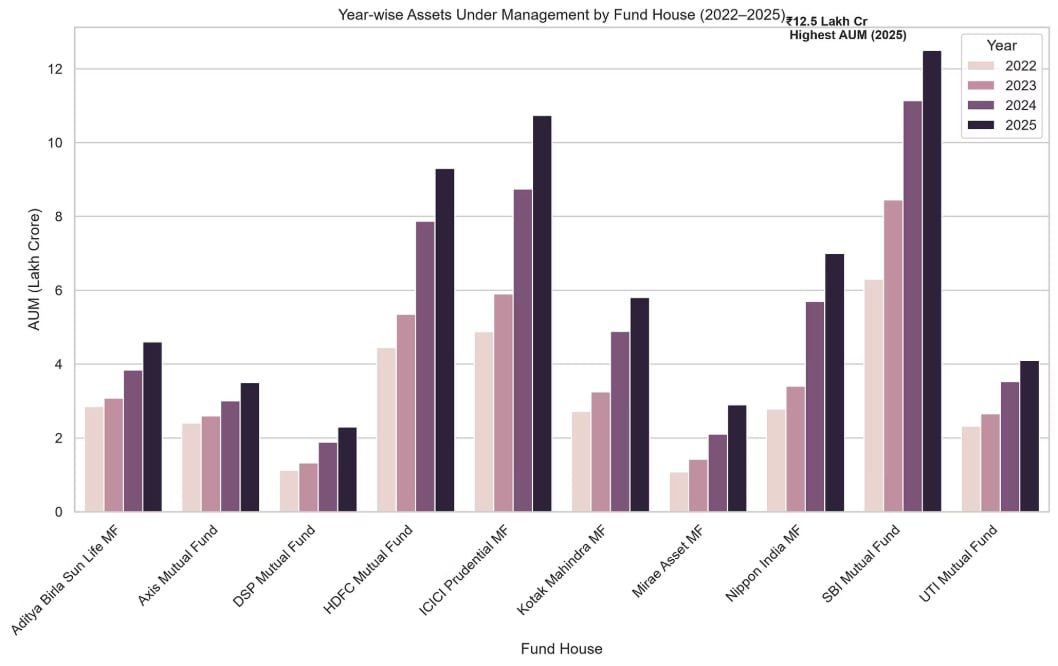 Year-wise Assets Under Management by Fund House (2022–2025)
₹12.5 Lakh Cr
Highest AUM (2025)
Year
2022
2023
2024
2025
AUM (Lakh Crore)
12
10
8
6
4
2
0
Aditya Birla Sun Life MF
Axis Mutual Fund
DSP Mutual Fund
HDFC Mutual Fund
ICICI Prudential MF
Kotak Mahindra MF
Mirae Asset MF
Nippon India MF
SBI Mutual Fund
UTI Mutual Fund
Fund House